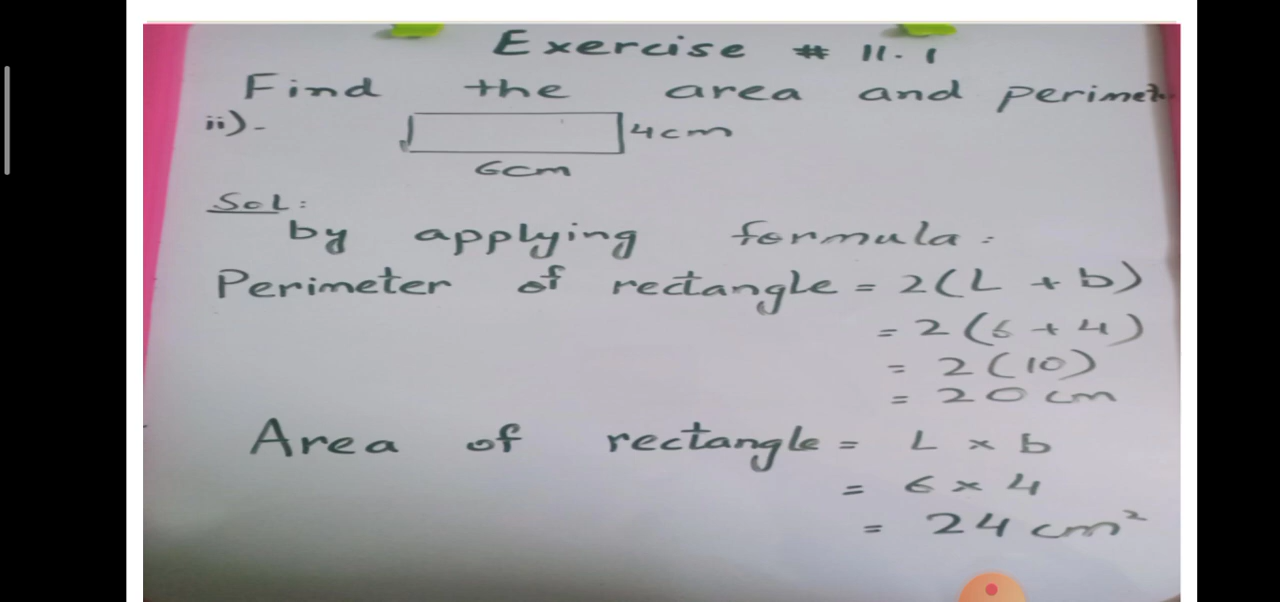 Exercise # 11.1
Find the area and perimet
ii).-
4cm
6cm
Sol:
by applying formula:
Perimeter of rectangle = 2(L + b)
= 2(6+4)
= 2(10)
= 20 cm
Area of rectangle = L × b
= 6 × 4
= 24 cm²